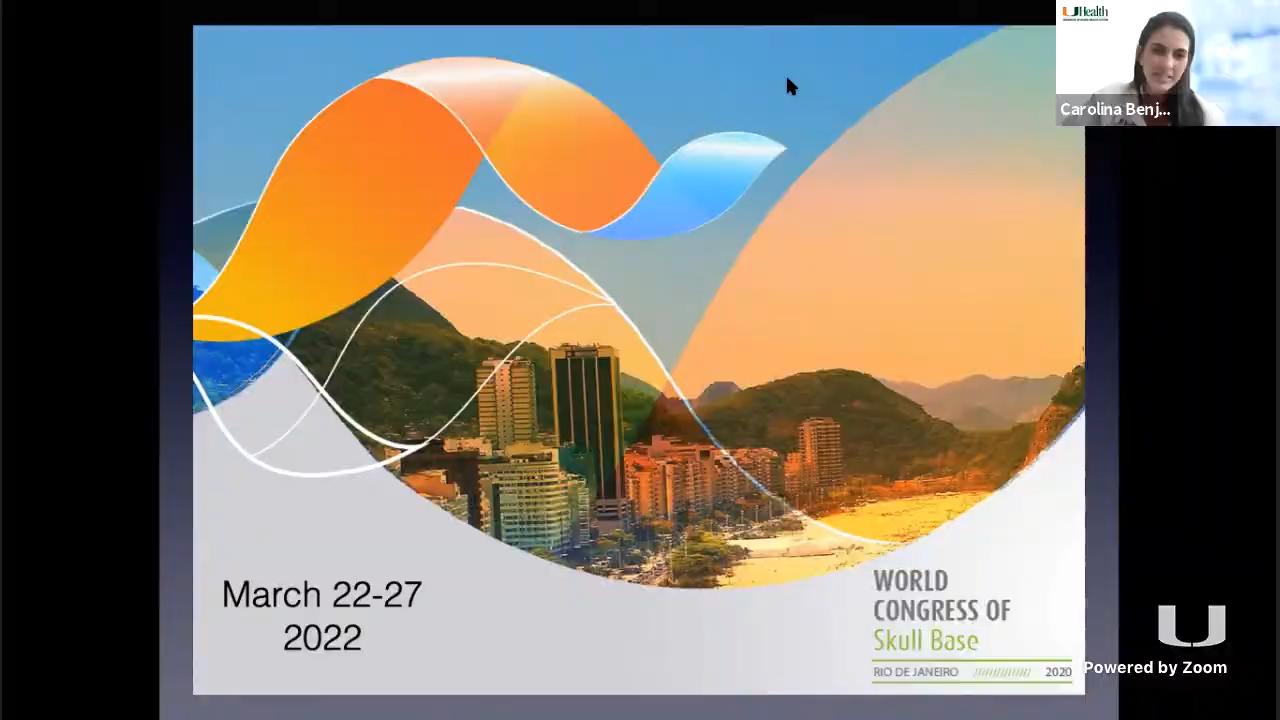 UHealth
Carolina Benj...
March 22-27
2022
WORLD
CONGRESS OF
Skull Base
RIO DE JANEIRO
2020
U
Powered by Zoom